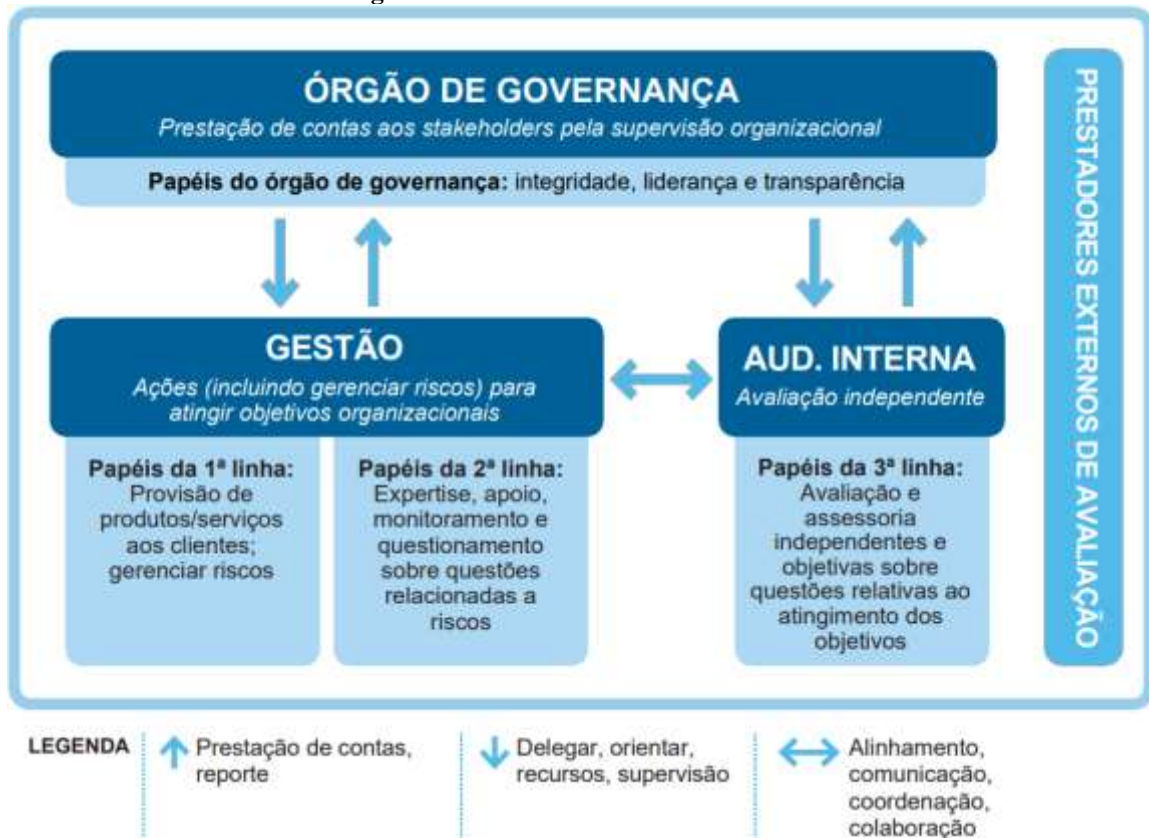 ÓRGÃO DE GOVERNANÇA
Prestação de contas aos stakeholders pela supervisão organizacional
Papéis do órgão de governança: integridade, liderança e transparência
GESTÃO
Ações (incluindo gerenciar riscos) para
atingir objetivos organizacionais
Papéis da 1ª linha:
Provisão de
produtos/serviços
aos clientes;
gerenciar riscos
Papéis da 2ª linha:
Expertise, apoio,
monitoramento e
questionamento
sobre questões
relacionadas a
riscos
AUD. INTERNA
Avaliação independente
Papéis da 3ª linha:
Avaliação e
assessoria
independentes e
objetivas sobre
questões relativas ao
atingimento dos
objetivos
PRESTADORES EXTERNOS DE AVALIAÇÃO
LEGENDA
Prestação de contas,
reporte
Delegar, orientar,
recursos, supervisão
Alinhamento,
comunicação,
coordenação,
colaboração